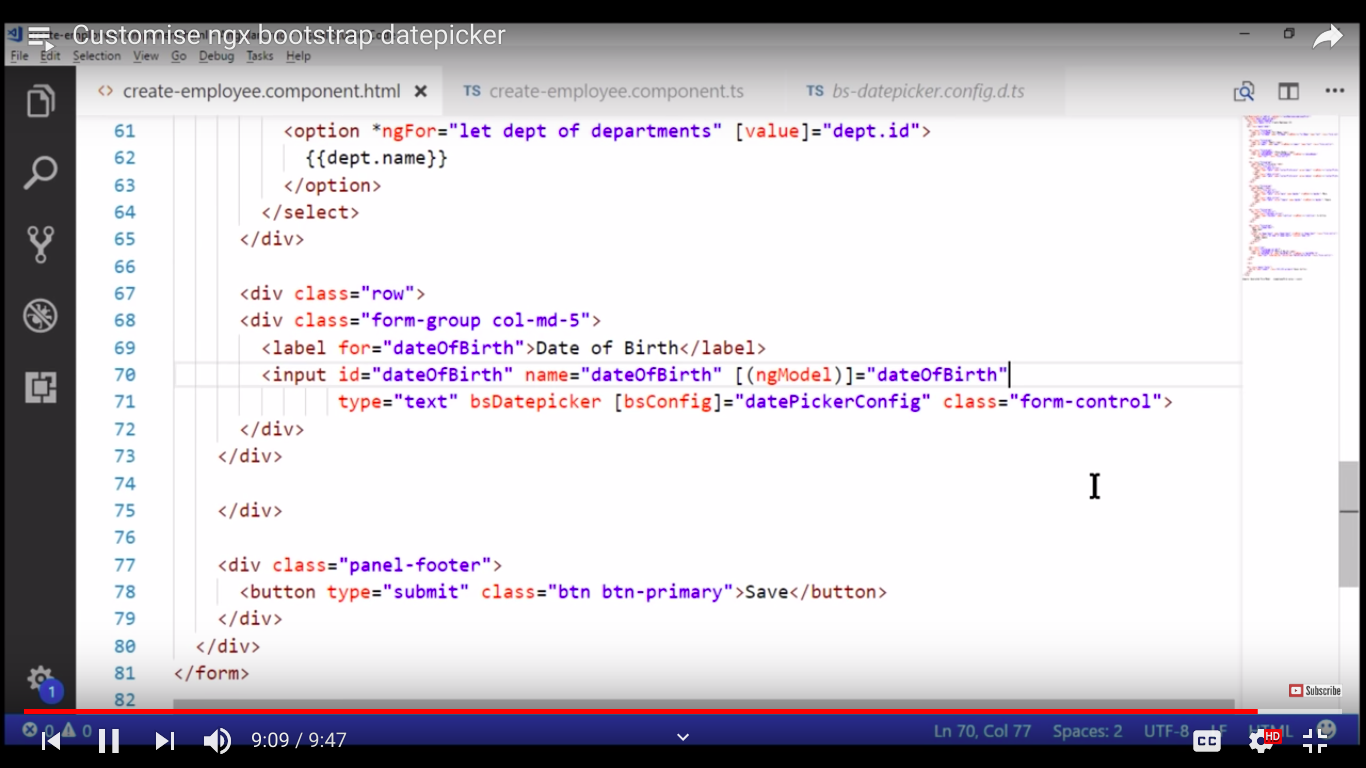 Customise ngx bootstrap datepicker
File Edit Selection View Go Debug Tasks Help
<> create-employee.component.html × TS create-employee.component.ts TS bs-datepicker.config.d.ts
61 <option *ngFor="let dept of departments" [value]="dept.id">
62 {{dept.name}}
63 </option>
64 </select>
65 </div>
66
67 <div class="row">
68 <div class="form-group col-md-5">
69 <label for="dateOfBirth">Date of Birth</label>
70 <input id="dateOfBirth" name="dateOfBirth" [(ngModel)]="dateOfBirth"
71 type="text" bsDatepicker [bsConfig]="datePickerConfig" class="form-control">
72 </div>
73 </div>
74
75 </div>
76
77 <div class="panel-footer">
78 <button type="submit" class="btn btn-primary">Save</button>
79 </div>
80 </div>
81 </form>
82
1
Subscribe
0 0 Ln 70, Col 77 Spaces: 2 UTF-8 LF HTML
9:09 / 9:47 CC HD